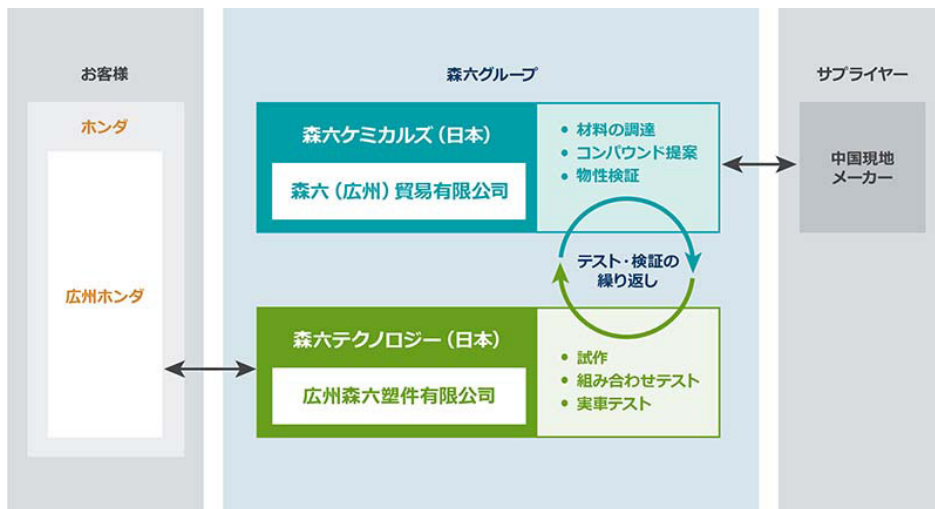 お客様
ホンダ
広州ホンダ
森六グループ
森六ケミカルズ（日本）
森六（広州）貿易有限公司
• 材料の調達
• コンパウンド提案
• 物性検証
テスト・検証の
繰り返し
森六テクノロジー（日本）
広州森六塑件有限公司
• 試作
• 組み合わせテスト
• 実車テスト
サプライヤー
中国現地
メーカー